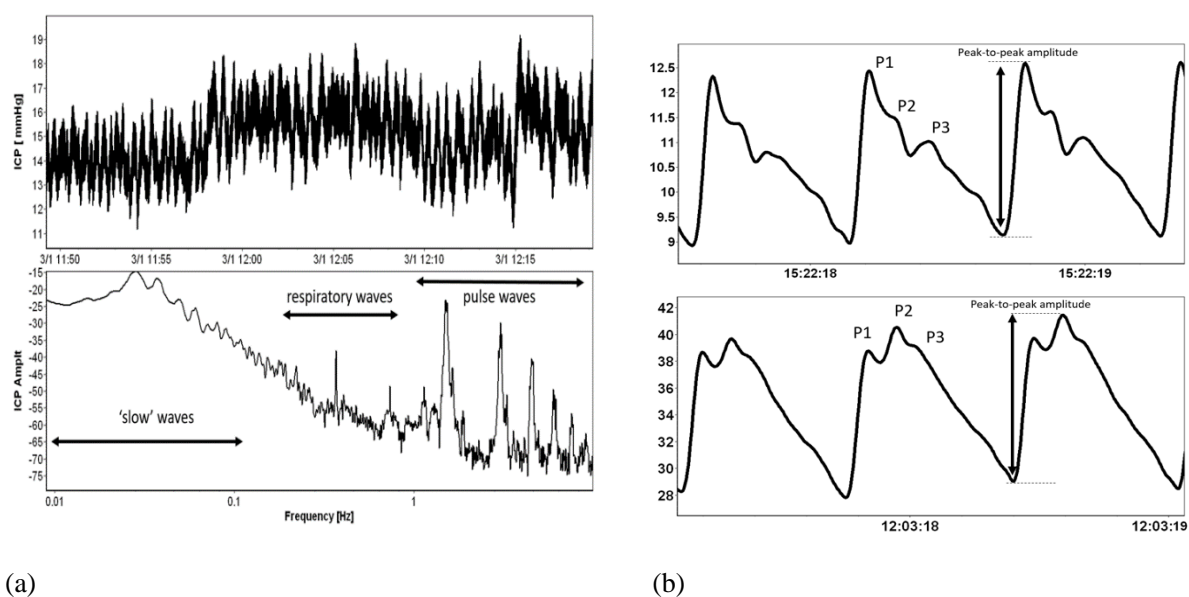 ICP [ mmHg]
19
18
17
16
15
14
13
12
11
3/1 11:50 3/1 11:55 3/1 12:00 3/1 12:05 3/1 12:10 3/1 12:15
ICP Amplt
-15
-20
-25
-30
-35
-40
-45
-50
-55
-60
-65
-70
-75
respiratory waves
pulse waves
'slow' waves
0.01 0.1 1
Frequency [Hz]
(a)
Peak-to-peak amplitude
12.5
12
11.5
11
10.5
10
9.5
9
P1
P2
P3
15:22:18 15:22:19
Peak-to-peak amplitude
42
40
38
36
34
32
30
28
P1
P2
P3
12:03:18 12:03:19
(b)